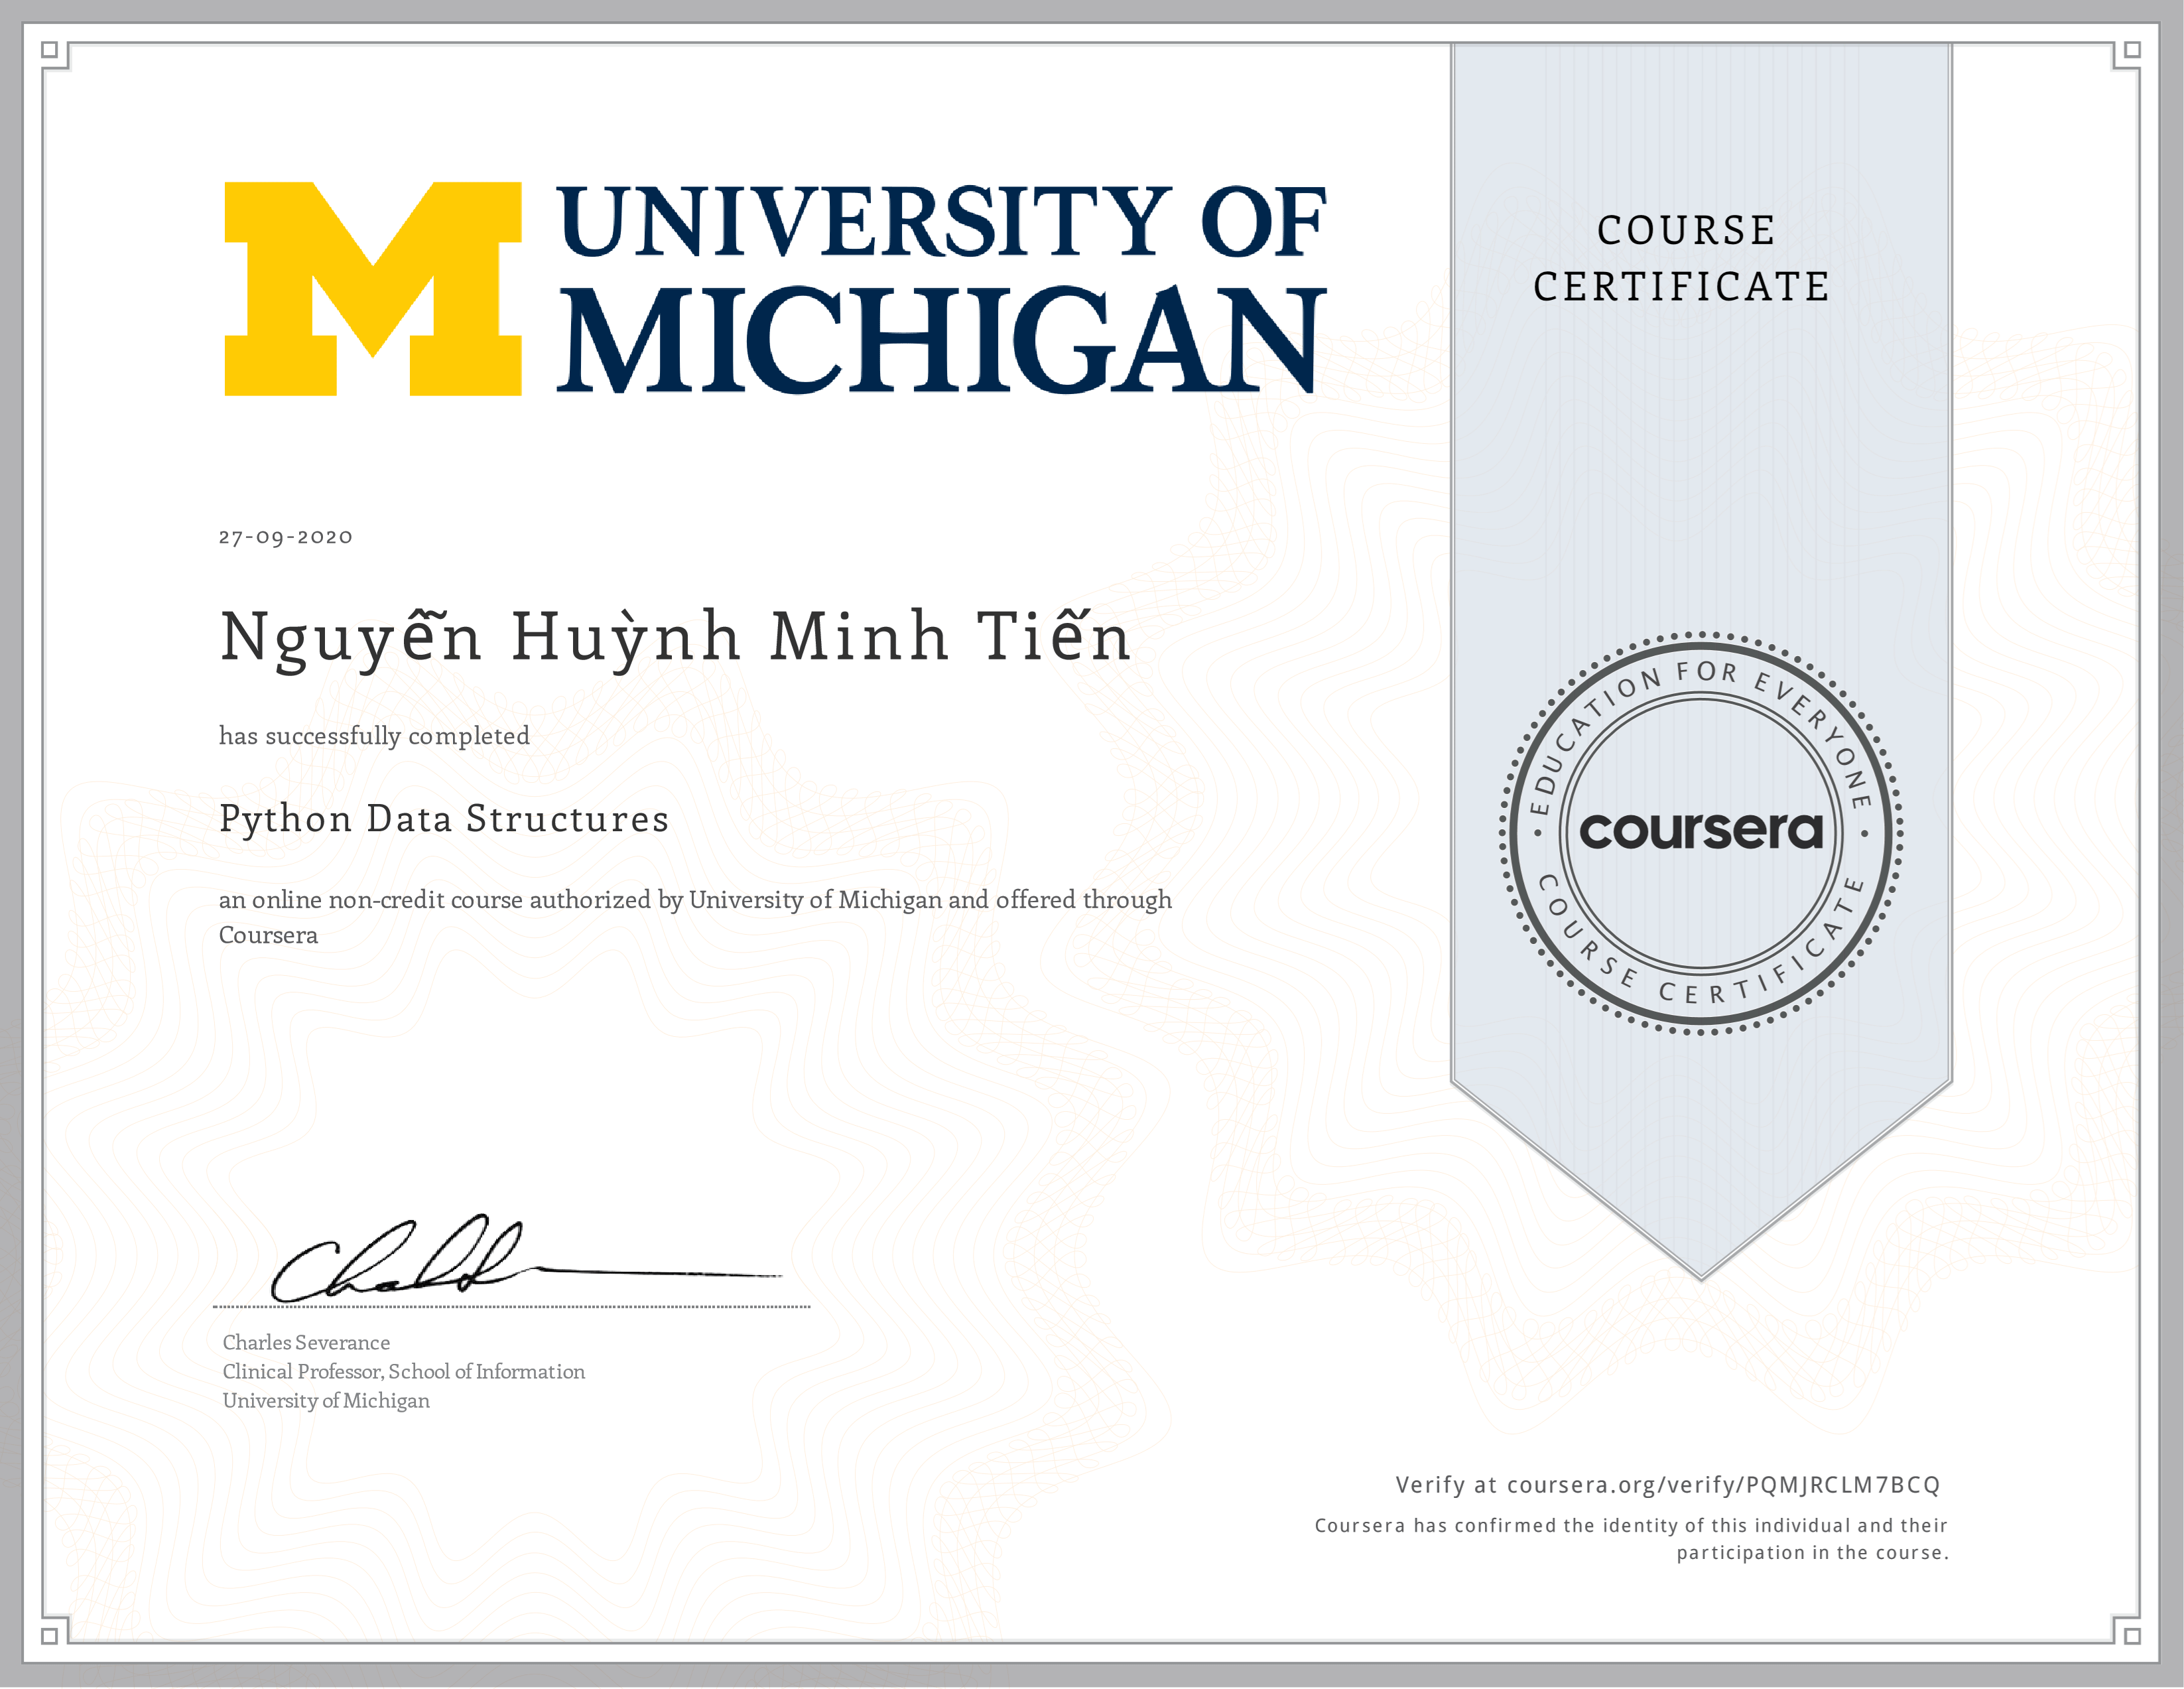 UNIVERSITY OF
MICHIGAN
COURSE
CERTIFICATE
27-09-2020
Nguyễn Huỳnh Minh Tiến
has successfully completed
Python Data Structures
an online non-credit course authorized by University of Michigan and offered through
Coursera
EDUCATION FOR EVERYONE
coursera
COURSE CERTIFICATE
Charles Severance
Clinical Professor, School of Information
University of Michigan
Verify at coursera.org/verify/PQMJRCLM7BCQ
Coursera has confirmed the identity of this individual and their
participation in the course.